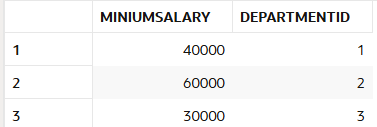 MINIUMSALARY DEPARTMENTID
1 40000 1
2 60000 2
3 30000 3